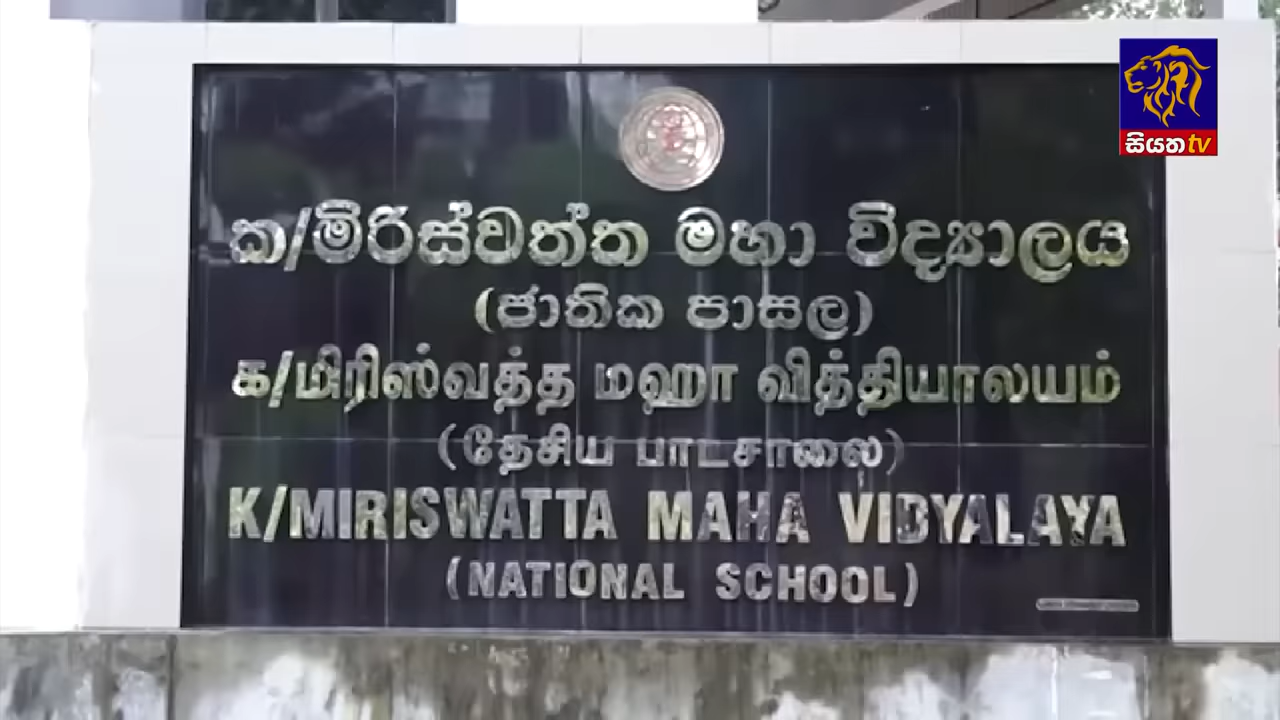 සියත tv
ක/මිරිස්වත්ත මහා විද්‍යාලය
(ජාතික පාසල)
க/மிரிஸ்வத்த மஹா வித்தியாலயம்
(தேசிய பாடசாலை)
K/MIRISWATTA MAHA VIDYALAYA
(NATIONAL SCHOOL)